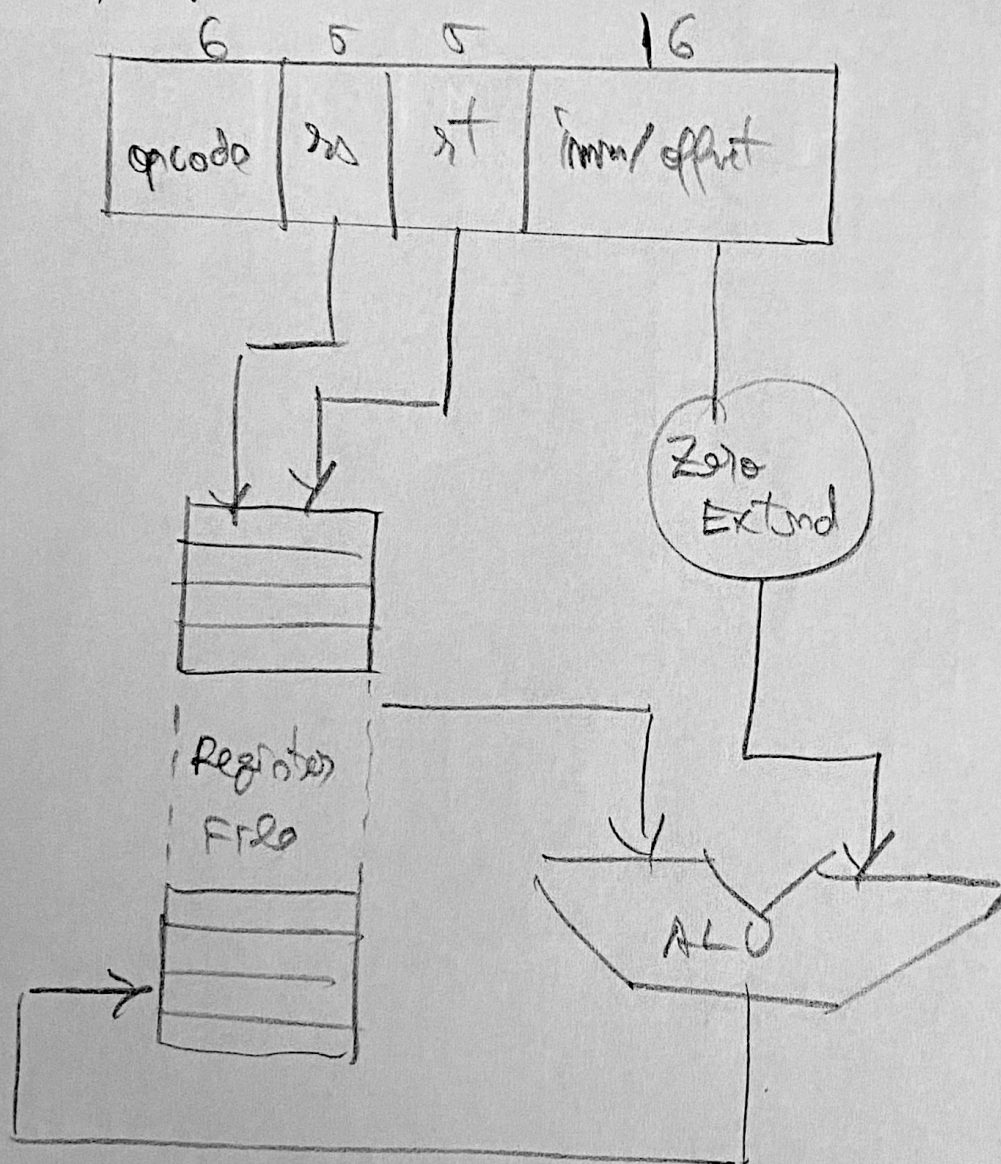 6 5 5 16
opcode rs rt imm/offset
Zero
Extend
Register
File
ALU